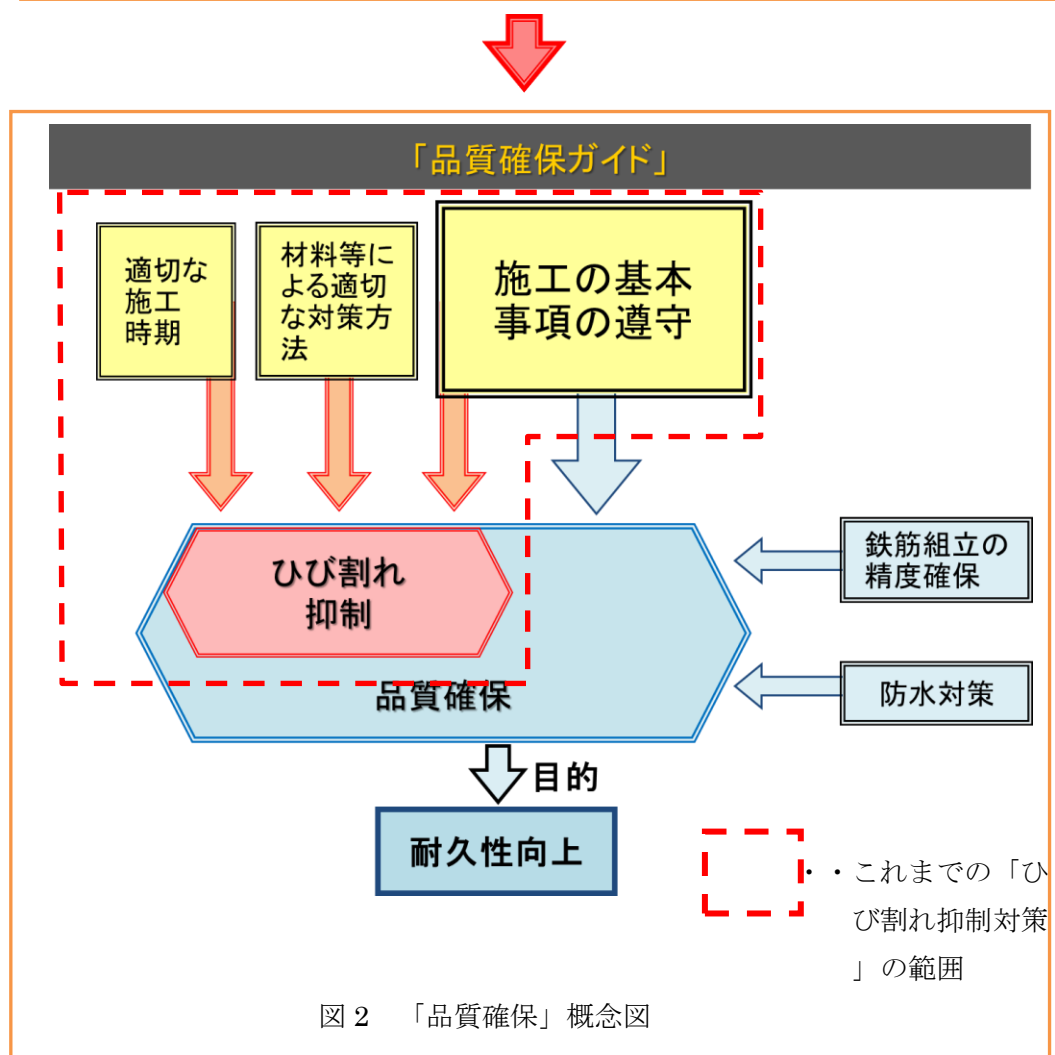 「品質確保ガイド」
適切な
施工
時期
材料等に
よる適切
な対策方
法
施工の基本
事項の遵守
ひび割れ
抑制
品質確保
鉄筋組立の
精度確保
防水対策
目的
耐久性向上
・・これまでの「ひ
び割れ抑制対策
」の範囲
図2 「品質確保」概念図